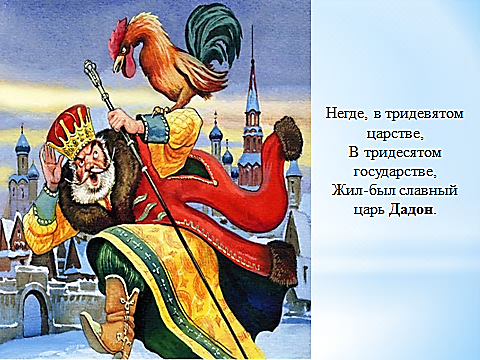 Негде, в тридевятом
царстве,
В тридесятом
государстве,
Жил-был славный
царь Дадон.